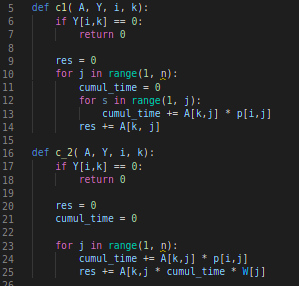 5 def c1( A, Y, i, k):
6 if Y[i,k] == 0:
7 return 0
8
9 res = 0
10 for j in range(1, n):
11 cumul_time = 0
12 for s in range(1, j):
13 cumul_time += A[k,j] * p[i,j]
14 res += A[k, j]
15
16 def c_2( A, Y, i, k):
17 if Y[i,k] == 0:
18 return 0
19
20 res = 0
21 cumul_time = 0
22
23 for j in range(1, n):
24 cumul_time += A[k,j] * p[i,j]
25 res += A[k,j * cumul_time * W[j]
26